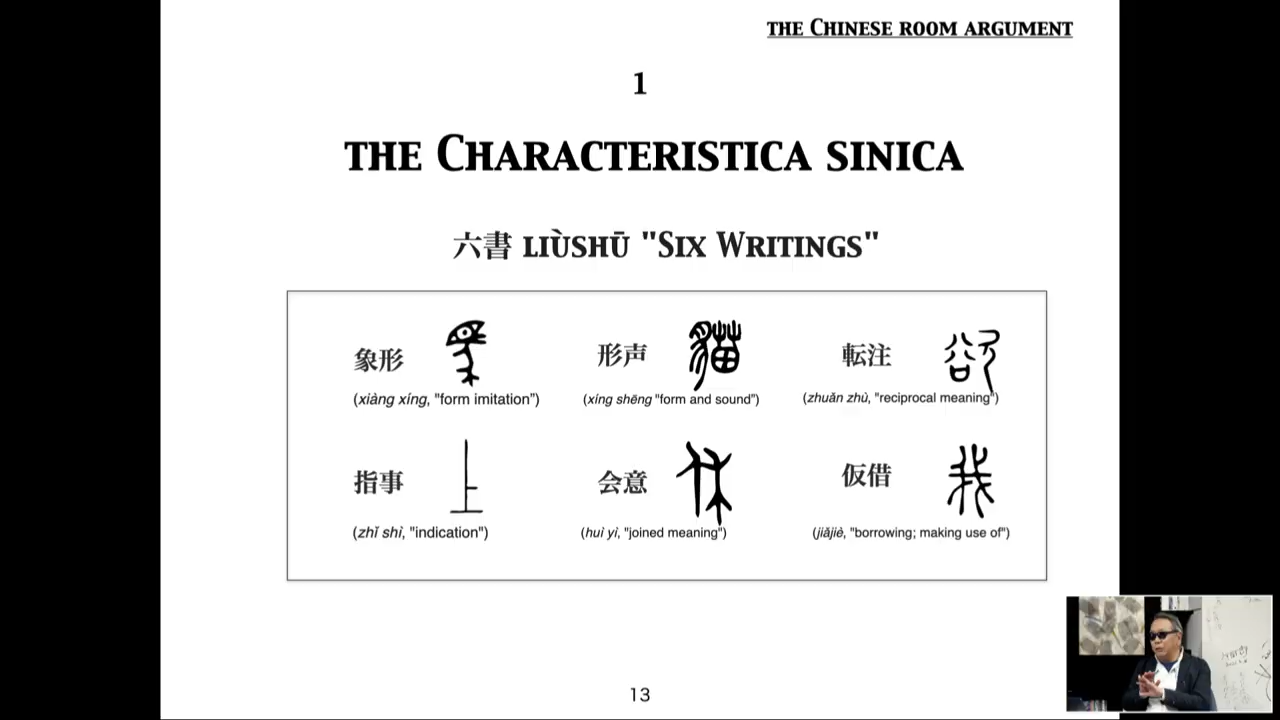 THE CHINESE ROOM ARGUMENT
1
THE CHARACTERISTICA SINICA
六書 LIÙSHŪ "SIX WRITINGS"
象形
(xiàng xíng, "form imitation")
形声
(xíng shēng "form and sound")
転注
(zhuǎn zhù, "reciprocal meaning")
指事
(zhǐ shì, "indication")
会意
(huì yì, "joined meaning")
仮借
(jiǎjiè, "borrowing; making use of")
13